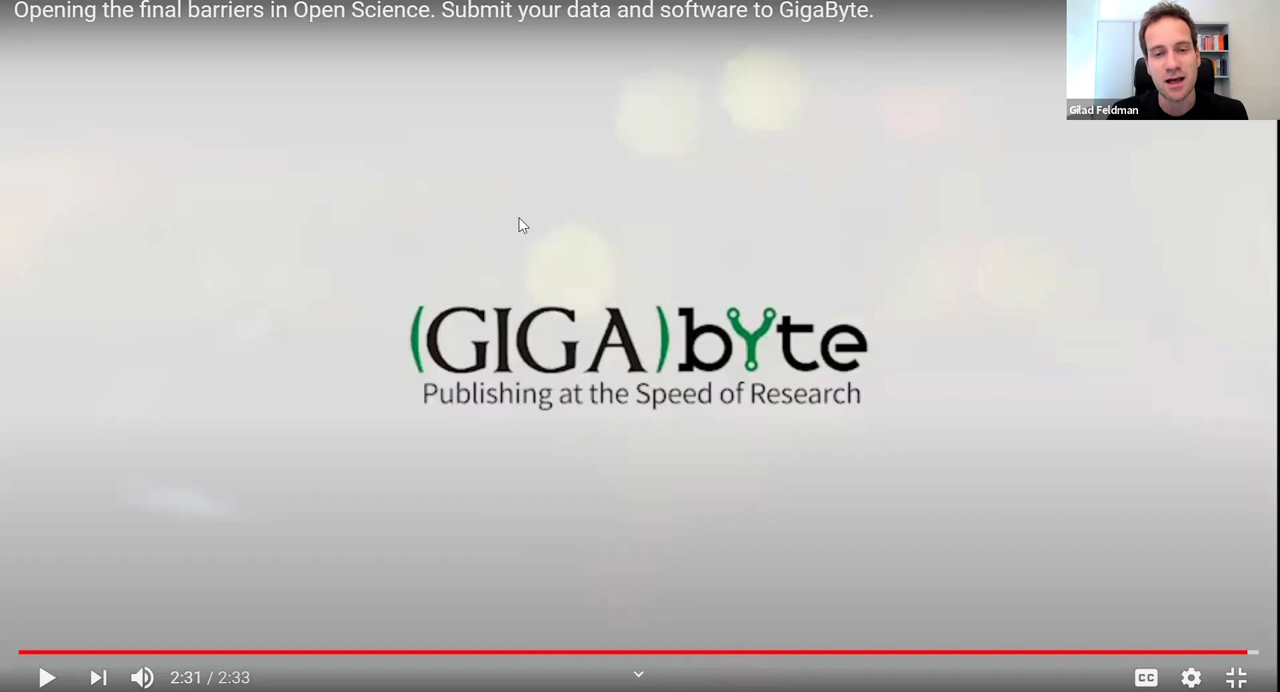 Opening the final barriers in Open Science. Submit your data and software to GigaByte.
Gilad Feldman
(GIGA)bYte
Publishing at the Speed of Research
2:31 / 2:33
CC